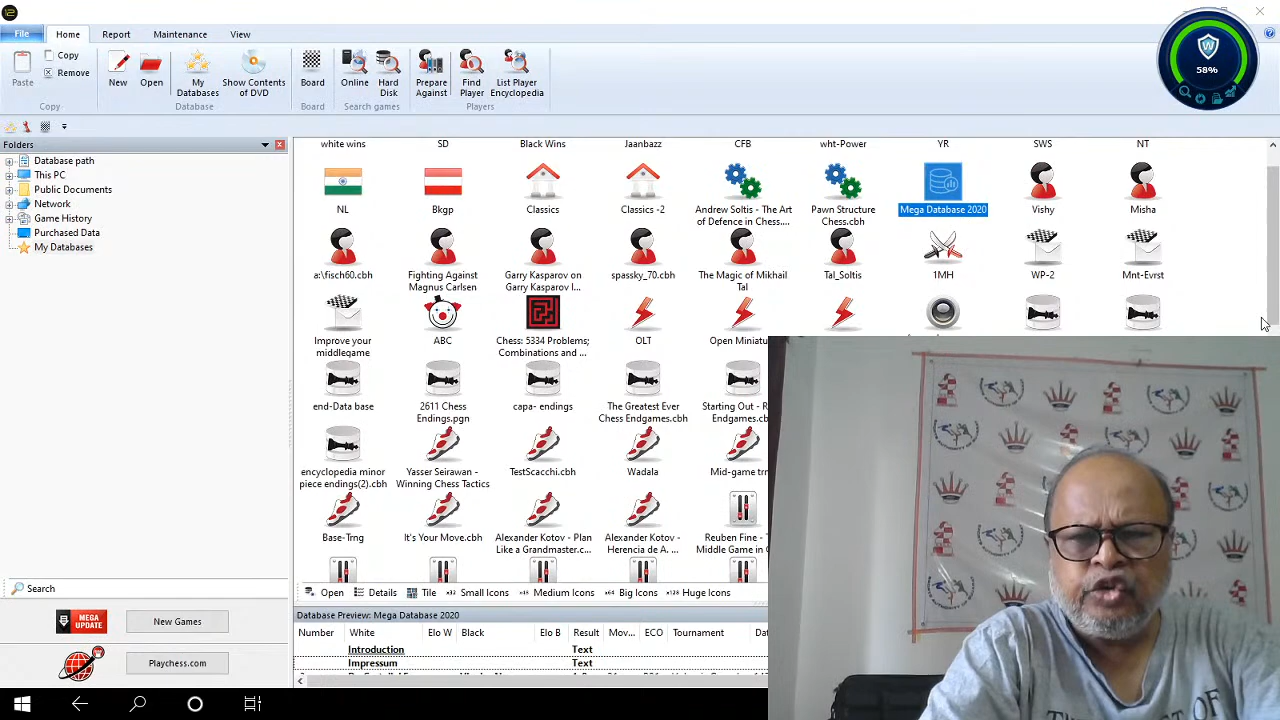 File Home Report Maintenance View
Copy
Paste Remove New Open My Databases Show Contents of DVD Board Online Hard Disk Prepare Against Find Player List Player Encyclopedia
Copy Database Board Search games Players
58%
Folders
Database path
This PC
Public Documents
Network
Game History
Purchased Data
My Databases
white wins SD Black Wins Jaanbazz CFB wht-Power YR SWS NT
NL Bkgp Classics Classics -2 Andrew Soltis - The Art of Defence in Chess.... Pawn Structure Chess.cbh Mega Database 2020 Vishy Misha
a:\fisch60.cbh Fighting Against Magnus Carlsen Garry Kasparov on Garry Kasparov I... spassky_70.cbh The Magic of Mikhail Tal Tal_Soltis 1MH WP-2 Mnt-Evrst
Improve your middlegame ABC Chess: 5334 Problems; Combinations and ... OLT Open Miniatu
end-Data base 2611 Chess Endings.pgn capa- endings The Greatest Ever Chess Endgames.cbh Starting Out - R Endgames.cb
encyclopedia minor piece endings(2).cbh Yasser Seirawan - Winning Chess Tactics TestScacchi.cbh Wadala Mid-game trn
Base-Trng It's Your Move.cbh Alexander Kotov - Plan Like a Grandmaster.c... Alexander Kotov - Herencia de A. ... Reuben Fine - T Middle Game in C
Search
Open Details Tile Small Icons Medium Icons Big Icons Huge Icons
MEGA UPDATE New Games
Playchess.com
Database Preview: Mega Database 2020
Number White Elo W Black Elo B Result Mov... ECO Tournament Da
Introduction Text
Impressum Text